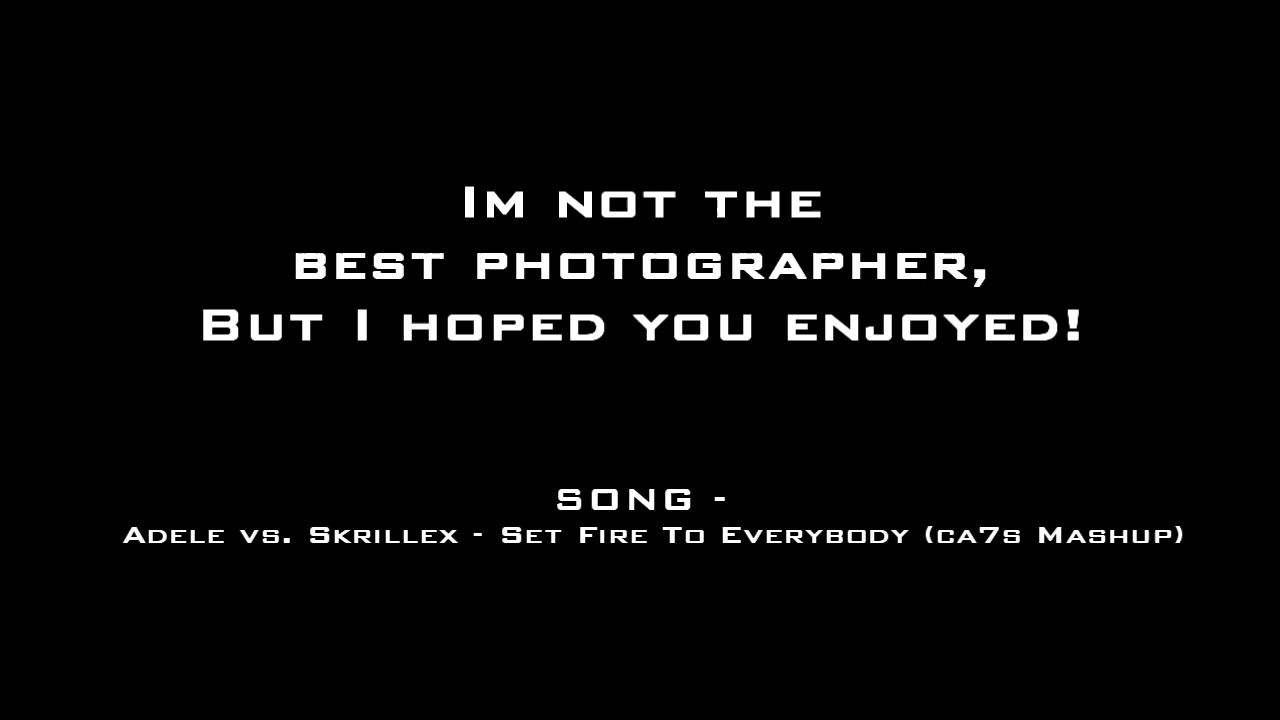 Im not the
best photographer,
But I hoped you enjoyed!
SONG -
Adele vs. Skrillex - Set Fire To Everybody (ca7s Mashup)